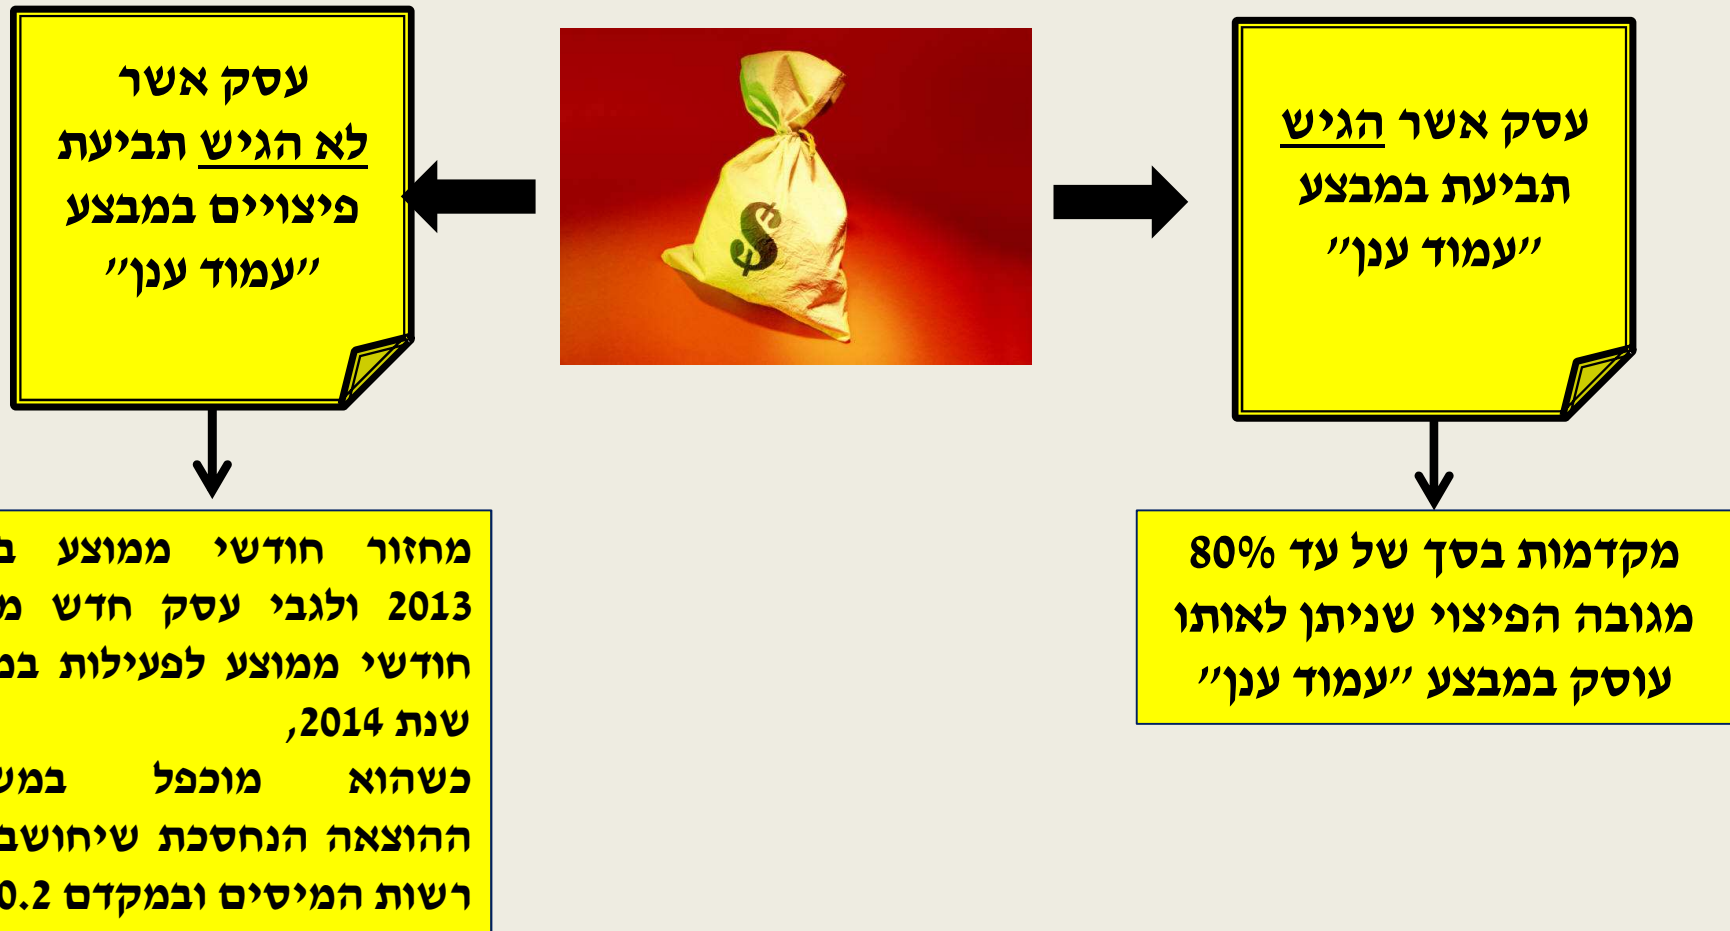 עסק אשר הגיש
תביעת במבצע
״עמוד ענן״
מקדמות בסך של עד 80%
מגובה הפיצוי שניתן לאותו
עוסק במבצע ״עמוד ענן״
עסק אשר
לא הגיש תביעת
פיצויים במבצע
״עמוד ענן״
מחזור חודשי ממוצע
2013 ולגבי עסק חדש
חודשי ממוצע לפעילות
שנת 2014,
כשהוא מוכפל
ההוצאה הנחסכת שיחושב
רשות המיסים ובמקדם 0.2
$